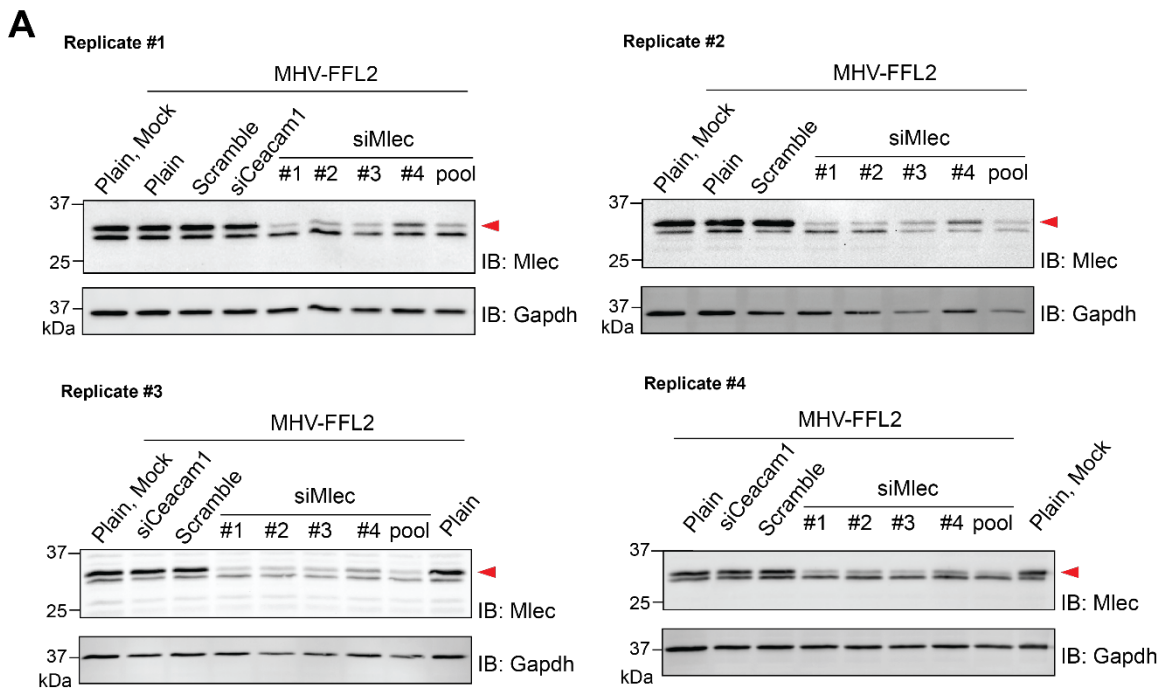 A
Replicate #1
MHV-FFL2
Plain, Mock
Plain
Scramble
siCeacam1
siMlec
#1 #2 #3 #4 pool
37
25
IB: Mlec
37
kDa
IB: Gapdh
Replicate #2
MHV-FFL2
Plain, Mock
Plain
Scramble
siMlec
#1 #2 #3 #4 pool
37
25
IB: Mlec
37
kDa
IB: Gapdh
Replicate #3
MHV-FFL2
Plain, Mock
siCeacam1
Scramble
siMlec
#1 #2 #3 #4 pool
Plain
37
25
IB: Mlec
37
kDa
IB: Gapdh
Replicate #4
MHV-FFL2
Plain
siCeacam1
Scramble
siMlec
#1 #2 #3 #4 pool
Plain, Mock
37
25
IB: Mlec
37
kDa
IB: Gapdh